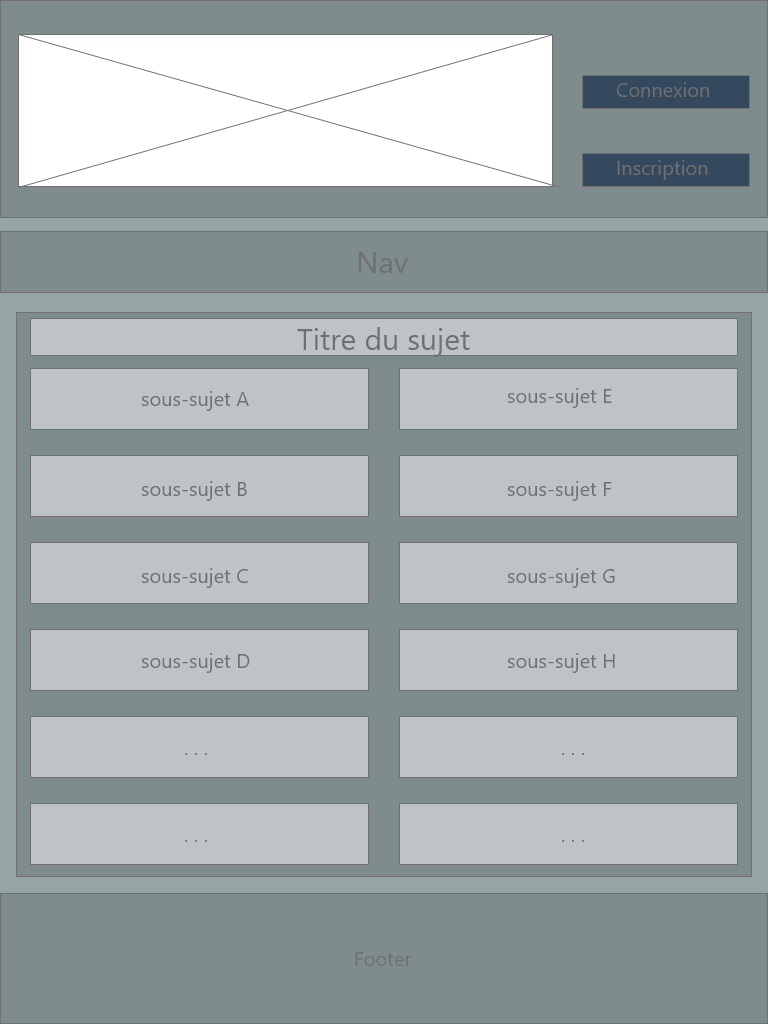 Connexion
Inscription
Nav
Titre du sujet
sous-sujet A
sous-sujet E
sous-sujet B
sous-sujet F
sous-sujet C
sous-sujet G
sous-sujet D
sous-sujet H
. . .
. . .
. . .
. . .
Footer